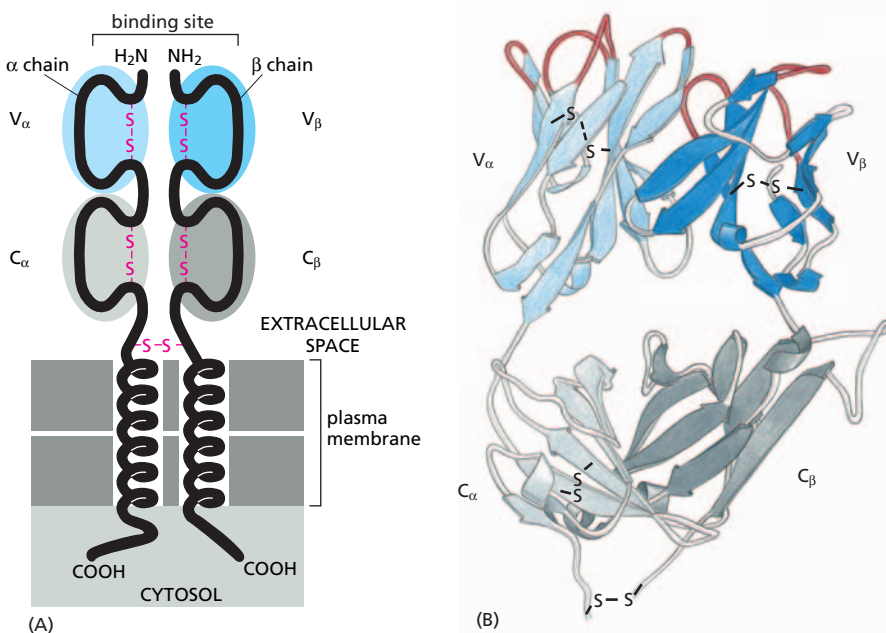 binding site
H₂N NH₂
α chain
β chain
Vα
Vβ
S
S
S
S
Cα
Cβ
S
S
S
S
EXTRACELLULAR
SPACE
S-S
plasma
membrane
COOH
COOH
CYTOSOL
(A)
Vα
Vβ
S
S
S S
Cα
Cβ
S
S
S S
(B)